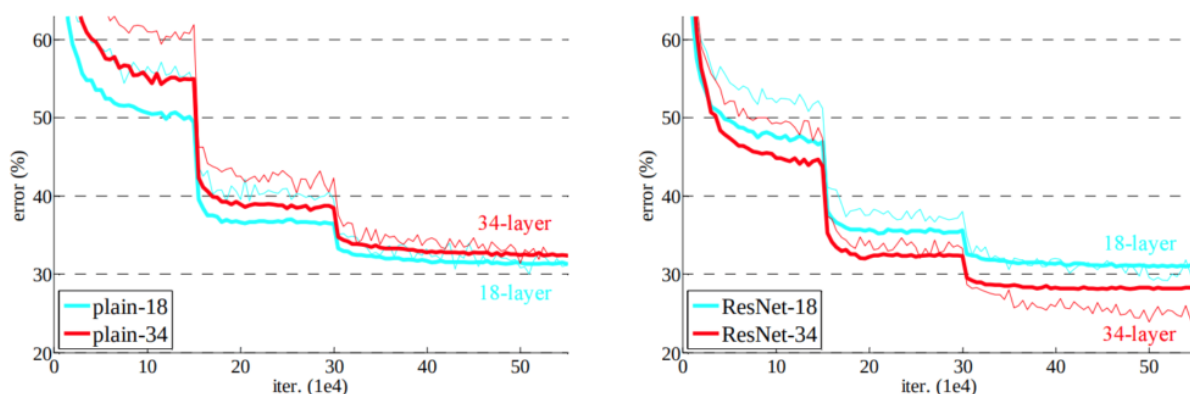 60
50
40
30
20
error (%)
34-layer
18-layer
plain-18
plain-34
0 10 20 30 40 50
iter. (1e4)
60
50
40
30
20
error (%)
18-layer
34-layer
ResNet-18
ResNet-34
0 10 20 30 40 50
iter. (1e4)